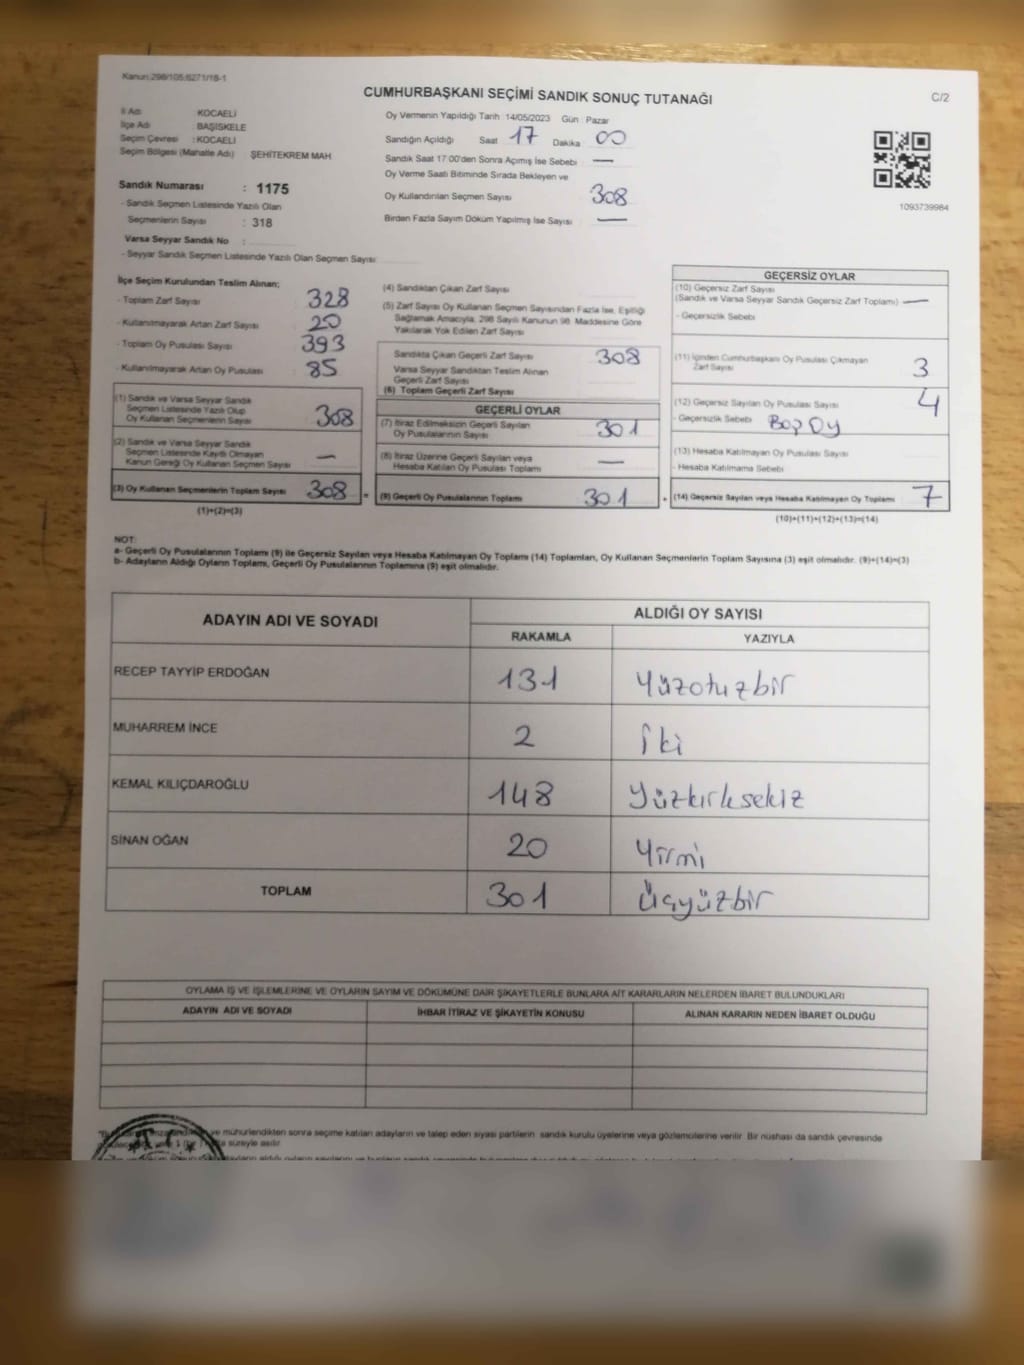 Kanun:298/105;6271/18-1
CUMHURBAŞKANI SEÇİMİ SANDIK SONUÇ TUTANAĞI
C/2
İl Adı : KOCAELİ
İlçe Adı : BAŞİSKELE
Seçim Çevresi : KOCAELİ
Seçim Bölgesi (Mahalle Adı) ŞEHİTEKREM MAH.
Sandık Numarası : 1175
- Sandık Seçmen Listesinde Yazılı Olan
Seçmenlerin Sayısı : 318
Varsa Seyyar Sandık No :
- Seyyar Sandık Seçmen Listesinde Yazılı Olan Seçmen Sayısı:
Oy Vermenin Yapıldığı Tarih :14/05/2023 Gün : Pazar
Sandığın Açıldığı Saat 17 Dakika 00
Sandık Saat 17:00'den Sonra Açımış İse Sebebi —
Oy Verme Saati Bitiminde Sırada Bekleyen ve
Oy Kullandırılan Seçmen Sayısı 308
Birden Fazla Sayım Döküm Yapılmış İse Sayısı —
1093739984
İlçe Seçim Kurulundan Teslim Alınan;
- Toplam Zarf Sayısı 328
- Kullanılmayarak Artan Zarf Sayısı 20
- Toplam Oy Pusulası Sayısı 393
- Kullanılmayarak Artan Oy Pusulası 85
(1) Sandık ve Varsa Seyyar Sandık
Seçmen Listesinde Yazılı Olup
Oy Kullanan Seçmenlerin Sayısı 308
(2) Sandık ve Varsa Seyyar Sandık
Seçmen Listesinde Kayıtlı Olmayan
Kanun Gereği Oy Kullanan Seçmen Sayısı —
(3) Oy Kullanan Seçmenlerin Toplam Sayısı 308 =
(1)+(2)=(3)
(4) Sandıktan Çıkan Zarf Sayısı
(5) Zarf Sayısı Oy Kullanan Seçmen Sayısından Fazla İse, Eşitliği
Sağlamak Amacıyla, 298 Sayılı Kanunun 98. Maddesine Göre
Yakılarak Yok Edilen Zarf Sayısı
Sandıkta Çıkan Geçerli Zarf Sayısı 308
Varsa Seyyar Sandıktan Teslim Alınan
Geçerli Zarf Sayısı
(6) Toplam Geçerli Zarf Sayısı
GEÇERLİ OYLAR
(7) İtiraz Edilmeksizin Geçerli Sayılan
Oy Pusulalarının Sayısı 301
(8) İtiraz Üzerine Geçerli Sayılan veya
Hesaba Katılan Oy Pusulası Toplamı —
(9) Geçerli Oy Pusulalarının Toplamı 301 +
GEÇERSİZ OYLAR
(10) Geçersiz Zarf Sayısı
(Sandık ve Varsa Seyyar Sandık Geçersiz Zarf Toplamı) —
- Geçersizlik Sebebi
(11) İçinden Cumhurbaşkanı Oy Pusulası Çıkmayan
Zarf Sayısı 3
(12) Geçersiz Sayılan Oy Pusulası Sayısı 4
- Geçersizlik Sebebi Boş Oy
(13) Hesaba Katılmayan Oy Pusulası Sayısı
- Hesaba Katılmama Sebebi
(14) Geçersiz Sayılan veya Hesaba Katılmayan Oy Toplamı 7
(10)+(11)+(12)+(13)=(14)
NOT:
a- Geçerli Oy Pusulalarının Toplamı (9) ile Geçersiz Sayılan veya Hesaba Katılmayan Oy Toplamı (14) Toplamları, Oy Kullanan Seçmenlerin Toplam Sayısına (3) eşit olmalıdır. (9)+(14)=(3)
b- Adayların Aldığı Oyların Toplamı, Geçerli Oy Pusulalarının Toplamına (9) eşit olmalıdır.
ADAYIN ADI VE SOYADI
ALDIĞI OY SAYISI
RAKAMLA YAZIYLA
RECEP TAYYİP ERDOĞAN 131 Yüzotuzbir
MUHARREM İNCE 2 İki
KEMAL KILIÇDAROĞLU 148 Yüzkırksekiz
SİNAN OĞAN 20 Yirmi
TOPLAM 301 Üçyüzbir
OYLAMA İŞ VE İŞLEMLERİNE VE OYLARIN SAYIM VE DÖKÜMÜNE DAİR ŞİKAYETLERLE BUNLARA AİT KARARLARIN NELERDEN İBARET BULUNDUKLARI
ADAYIN ADI VE SOYADI İHBAR İTİRAZ VE ŞİKAYETİN KONUSU ALINAN KARARIN NEDEN İBARET OLDUĞU
ve mühürlendikten sonra seçime katılan adayların ve talep eden siyasi partilerin sandık kurulu üyelerine veya gözlemcilerine verilir. Bir nüshası da sandık çevresinde
süreyle asılır.